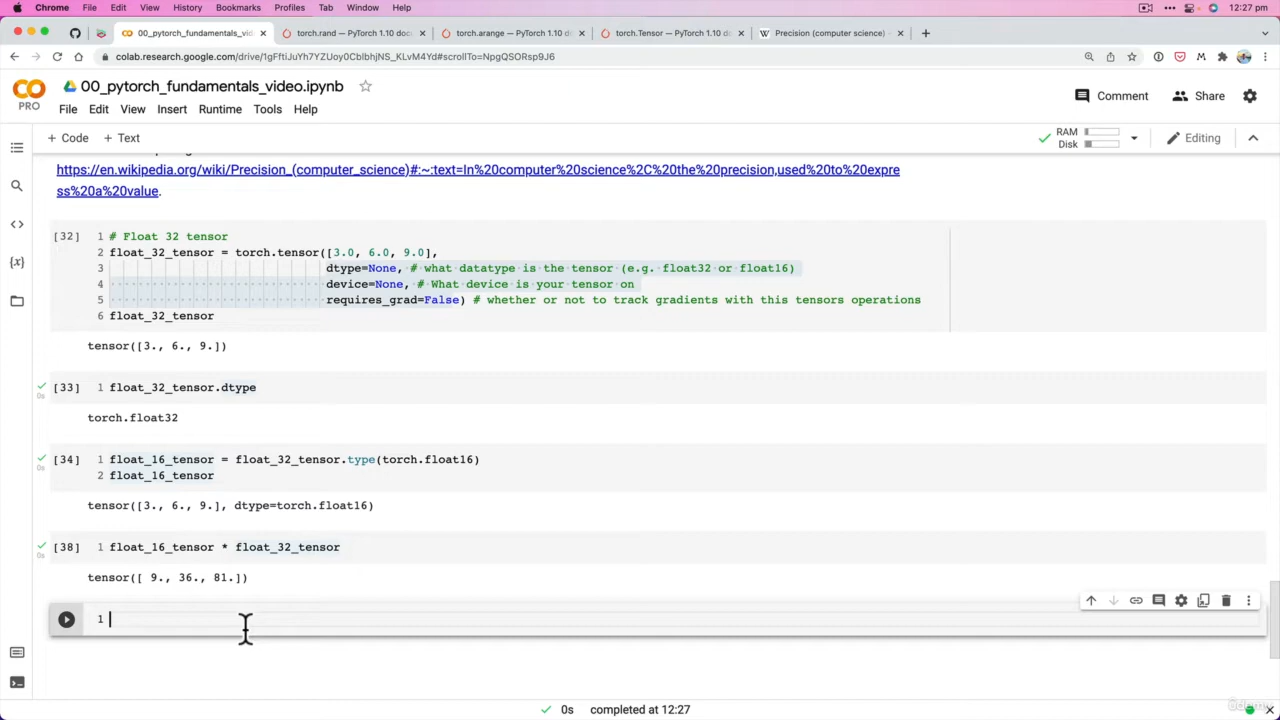 Chrome File Edit View History Bookmarks Profiles Tab Window Help 12:27 pm
00_pytorch_fundamentals_vid torch.rand — PyTorch 1.10 doc torch.arange — PyTorch 1.10 d torch.Tensor — PyTorch 1.10 d Precision (computer science)
colab.research.google.com/drive/1gFftiJuYh7YZUoy0CbIbhjNS_KLvM4Yd#scrollTo=NpgQSORsp9J6
PRO
00_pytorch_fundamentals_video.ipynb
File Edit View Insert Runtime Tools Help
Comment Share
+ Code + Text
RAM
Disk
Editing
https://en.wikipedia.org/wiki/Precision_(computer_science)#:~:text=In%20computer%20science%2C%20the%20precision,used%20to%20expre
ss%20a%20value.
[32] 1 # Float 32 tensor
2 float_32_tensor = torch.tensor([3.0, 6.0, 9.0],
3 dtype=None, # what datatype is the tensor (e.g. float32 or float16)
4 device=None, # What device is your tensor on
5 requires_grad=False) # whether or not to track gradients with this tensors operations
6 float_32_tensor
tensor([3., 6., 9.])
[33] 1 float_32_tensor.dtype
0s
torch.float32
[34] 1 float_16_tensor = float_32_tensor.type(torch.float16)
0s
2 float_16_tensor
tensor([3., 6., 9.], dtype=torch.float16)
[38] 1 float_16_tensor * float_32_tensor
0s
tensor([ 9., 36., 81.])
1
0s completed at 12:27